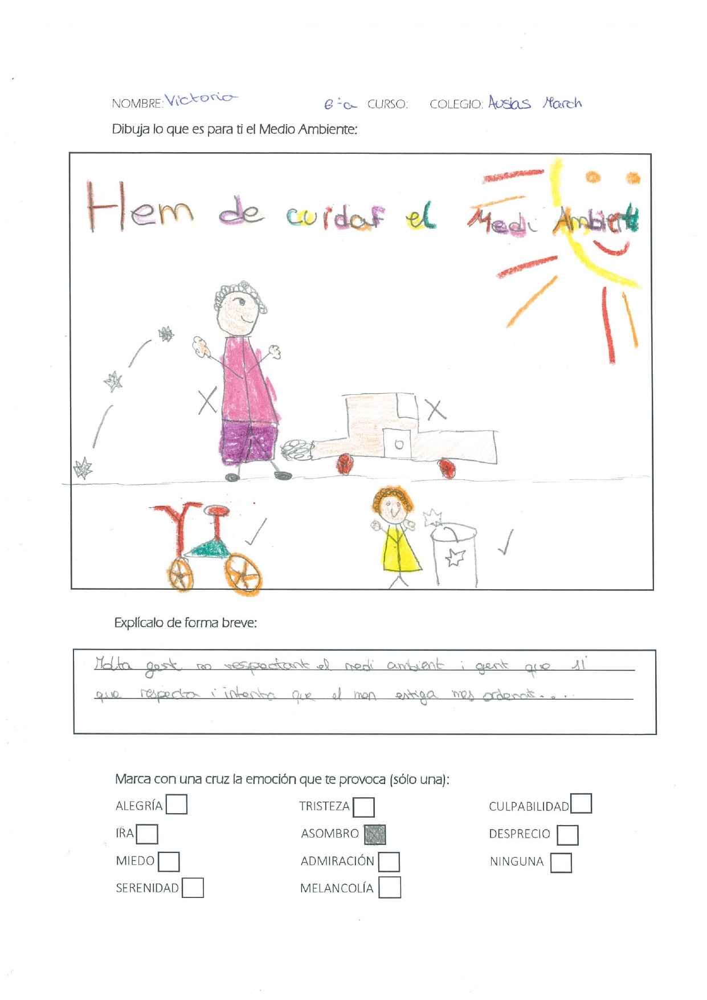 NOMBRE: Victoria 6-a CURSO: COLEGIO: Ausias March
Dibuja lo que es para ti el Medio Ambiente:
Hem de cuidar el Medi Ambient
Explícalo de forma breve:
Molta gent no respectant el medi ambient i gent que sí
que respecta i intenta que el mon estiga mes ordenat....
Marca con una cruz la emoción que te provoca (sólo una):
ALEGRÍA TRISTEZA CULPABILIDAD
IRA ASOMBRO DESPRECIO
MIEDO ADMIRACIÓN NINGUNA
SERENIDAD MELANCOLÍA